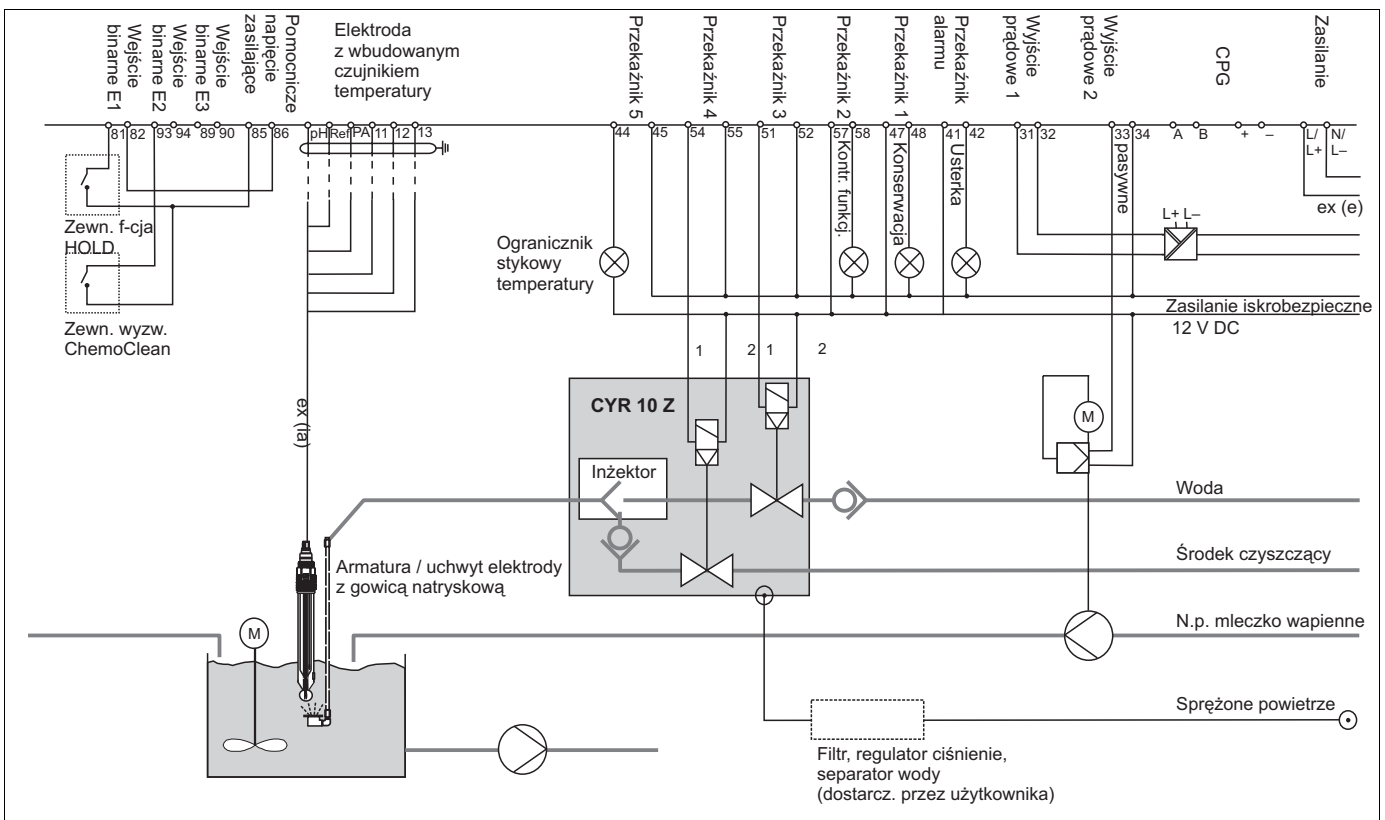 Wejście
binarne E1
Wejście
binarne E2
Wejście
binarne E3
Pomocnicze
napięcie
zasilające
Elektroda
z wbudowanym
czujnikiem
temperatury
Przekaźnik 5
Przekaźnik 4
Przekaźnik 3
Przekaźnik 2
Przekaźnik 1
Przekaźnik
alarmu
Wyjście
prądowe 1
Wyjście
prądowe 2
CPG
Zasilanie
81 82 93 94 89 90 85 86 pH Ref PA 11 12 13 44 45 54 55 51 52 57 58 47 48 41 42 31 32 33 34 A B + – L/ N/
L+ L–
Kontr. funkcj.
Konserwacja
Usterka
pasywne
ex (e)
L+ L–
Zewn. f-cja
HOLD
Zewn. wyzw.
ChemoClean
Ogranicznik
stykowy
temperatury
Zasilanie iskrobezpieczne
12 V DC
1 2 1 2
ex (ia)
CYR 10 Z
M
Inżektor
Woda
Armatura / uchwyt elektrody
z gowicą natryskową
Środek czyszczący
M
N.p. mleczko wapienne
Sprężone powietrze
Filtr, regulator ciśnienie,
separator wody
(dostarcz. przez użytkownika)